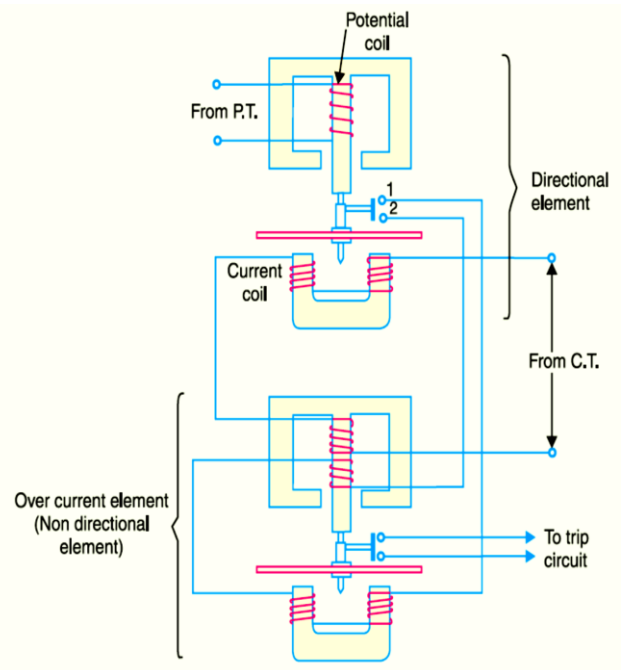 Potential
coil
From P.T.
1
2
Directional
element
Current
coil
From C.T.
Over current element
(Non directional
element)
To trip
circuit